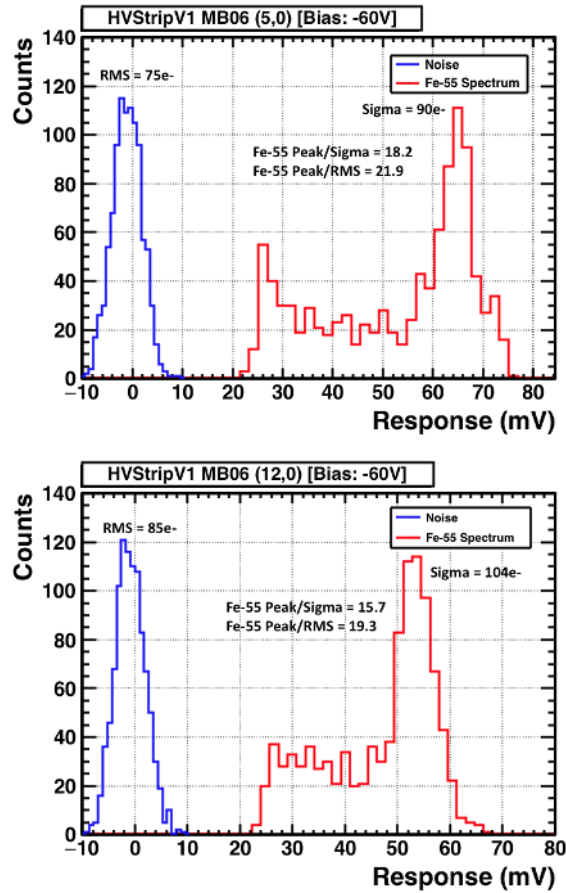 HVStripV1 MB06 (5,0) [Bias: -60V]
Counts
140
120
100
80
60
40
20
0
RMS = 75e-
Noise
Fe-55 Spectrum
Sigma = 90e-
Fe-55 Peak/Sigma = 18.2
Fe-55 Peak/RMS = 21.9
−10 0 10 20 30 40 50 60 70 80
Response (mV)
HVStripV1 MB06 (12,0) [Bias: -60V]
Counts
140
120
100
80
60
40
20
0
RMS = 85e-
Noise
Fe-55 Spectrum
Sigma = 104e-
Fe-55 Peak/Sigma = 15.7
Fe-55 Peak/RMS = 19.3
−10 0 10 20 30 40 50 60 70 80
Response (mV)